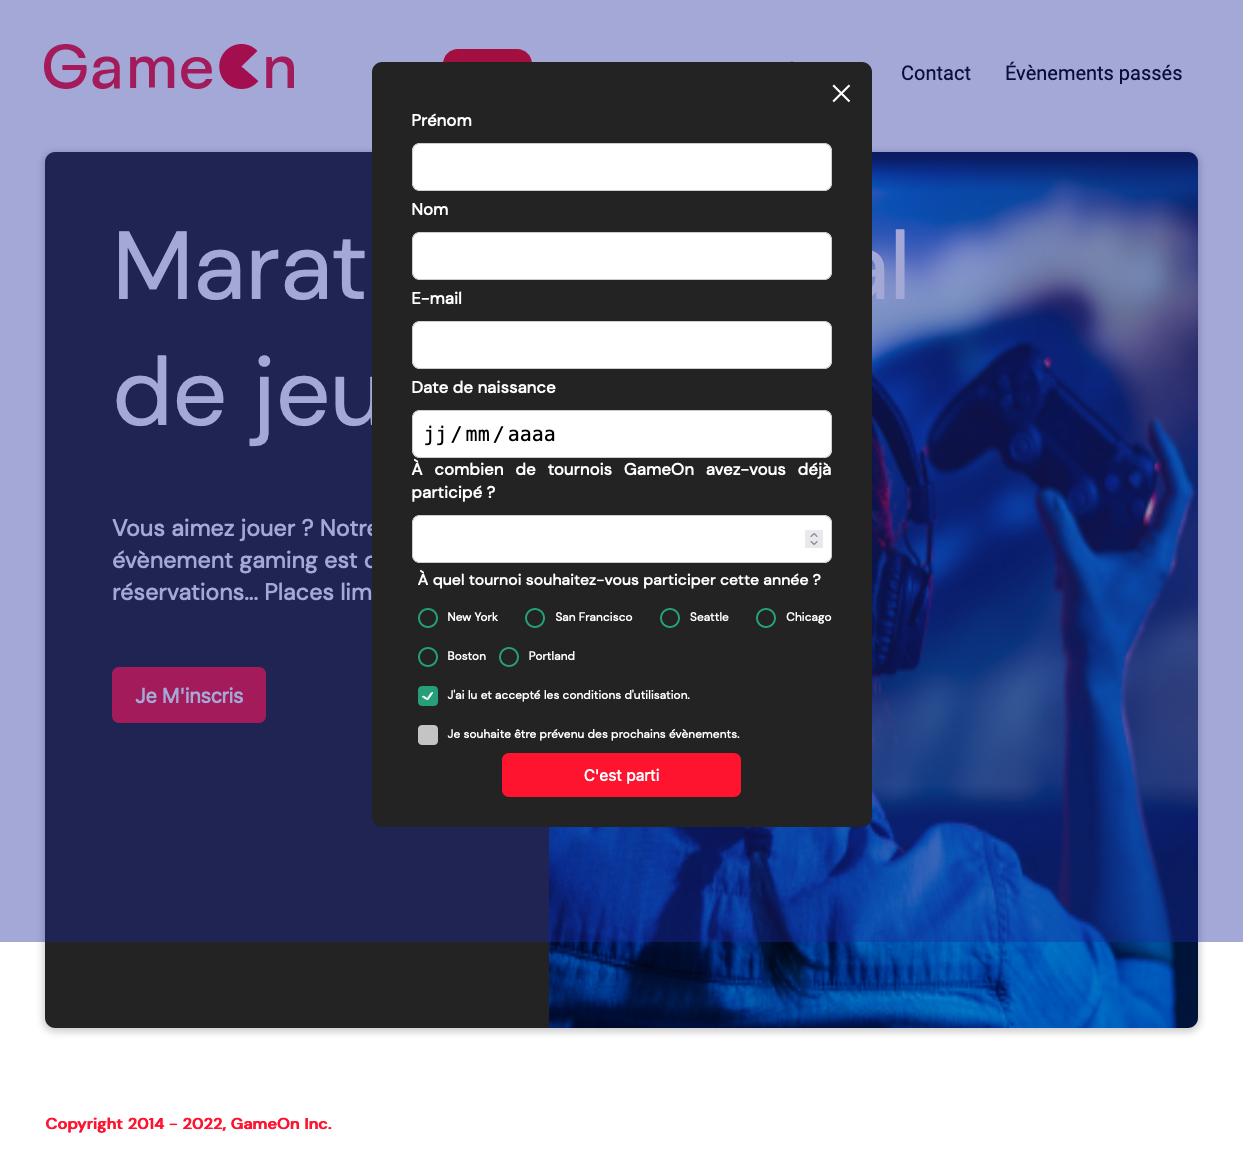 GameOn
Contact
Évènements passés
Prénom
Nom
E-mail
Date de naissance
jj/mm/aaaa
À combien de tournois GameOn avez-vous déjà
participé ?
À quel tournoi souhaitez-vous participer cette année ?
New York
San Francisco
Seattle
Chicago
Boston
Portland
J'ai lu et accepté les conditions d'utilisation.
Je souhaite être prévenu des prochains évènements.
C'est parti
de jeu
Vous aimez jouer ? Notre
évènement gaming est
réservations... Places
Je M'inscris
Copyright 2014 - 2022, GameOn Inc.